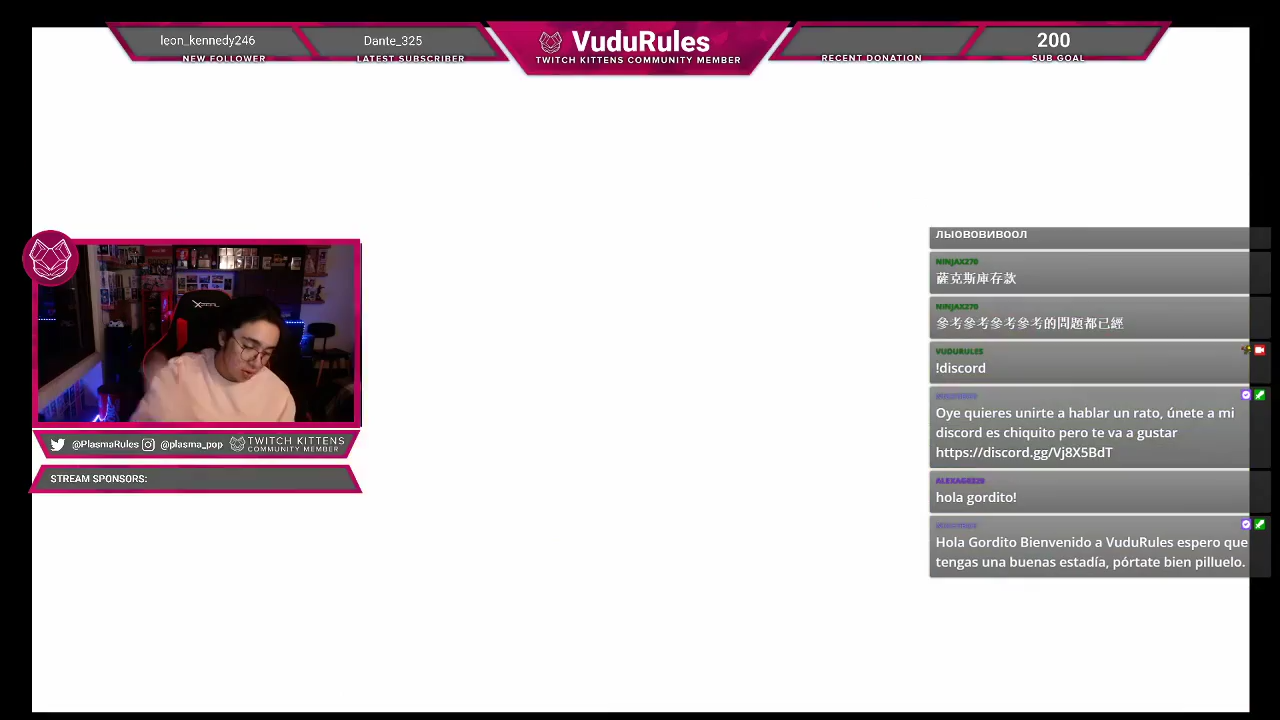 leon_kennedy246
NEW FOLLOWER
Dante_325
LATEST SUBSCRIBER
VuduRules
TWITCH KITTENS COMMUNITY MEMBER
RECENT DONATION
200
SUB GOAL
@PlasmaRules @plasma_pop TWITCH KITTENS
COMMUNITY MEMBER
STREAM SPONSORS:
лыововивоол
NINJAX270
薩克斯庫存款
NINJAX270
參考參考參考參考的問題都已經
VUDURULES
!discord
Oye quieres unirte a hablar un rato, únete a mi
discord es chiquito pero te va a gustar
https://discord.gg/Vj8X5BdT
hola gordito!
Hola Gordito Bienvenido a VuduRules espero que
tengas una buenas estadía, pórtate bien pilluelo.